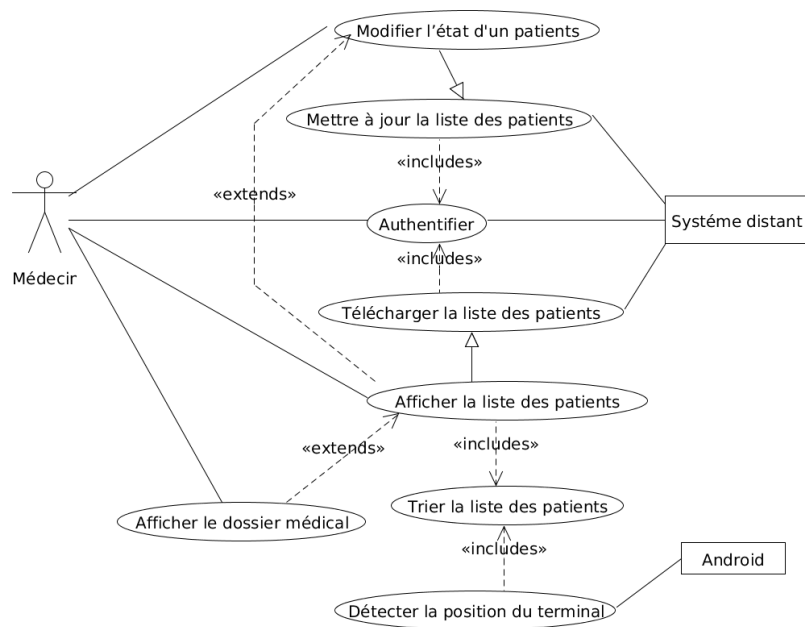 Modifier l’état d'un patients
Mettre à jour la liste des patients
«includes»
«extends»
Authentifier
Systéme distant
«includes»
Médecir
Télécharger la liste des patients
Afficher la liste des patients
«extends»
«includes»
Trier la liste des patients
Afficher le dossier médical
«includes»
Android
Détecter la position du terminal